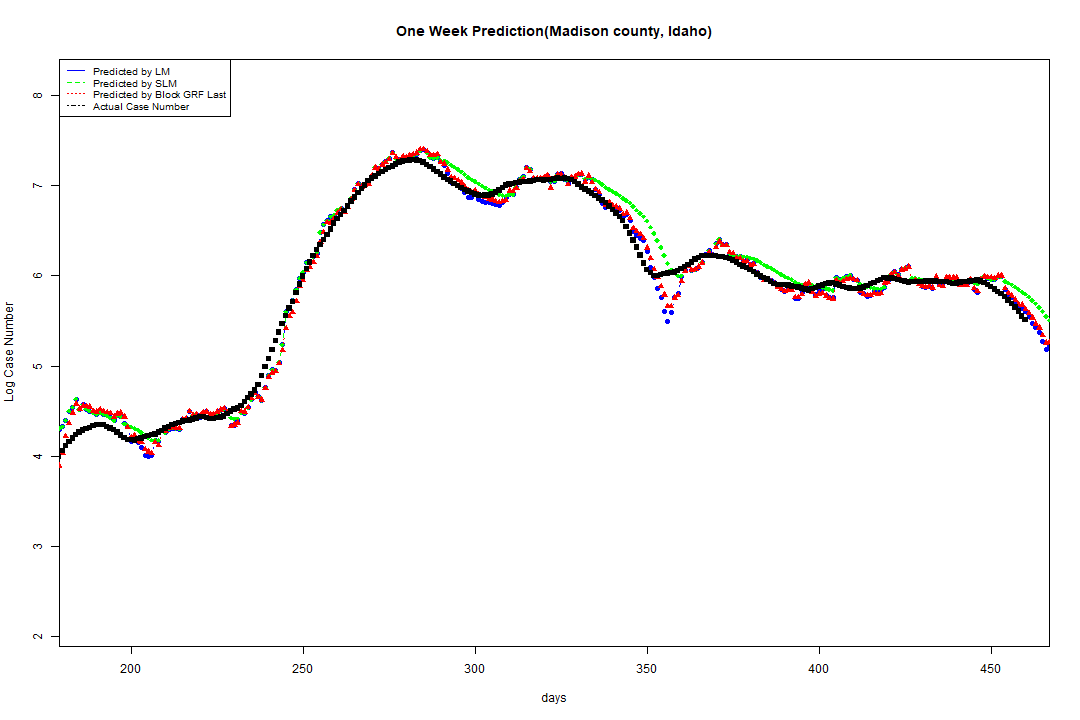 One Week Prediction(Madison county, Idaho)
Predicted by LM
Predicted by SLM
Predicted by Block GRF Last
Actual Case Number
8
7
6
5
4
3
2
Log Case Number
200 250 300 350 400 450
days